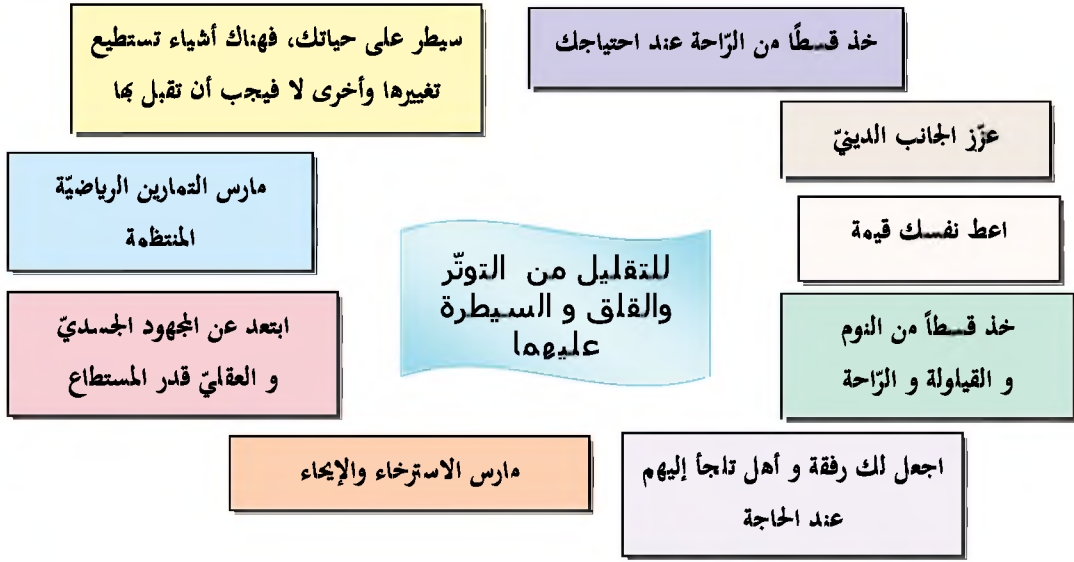 خذ قسطًا من الرّاحة عند احتياجك
سيطر على حياتك، فهناك أشياء تستطيع
تغييرها وأخرى لا فيجب أن تقبل بها
عزّز الجانب الدينيّ
مارس التمارين الرياضيّة
المنتظمة
اعط نفسك قيمة
للتقليل من التوتّر
والقلق و السيطرة
عليهما
خذ قسطاً من النوم
و القيلولة و الرّاحة
ابتعد عن المجهود الجسديّ
و العقليّ قدر المستطاع
اجعل لك رفقة و أهل تلجأ إليهم
عند الحاجة
مارس الاسترخاء والإيحاء